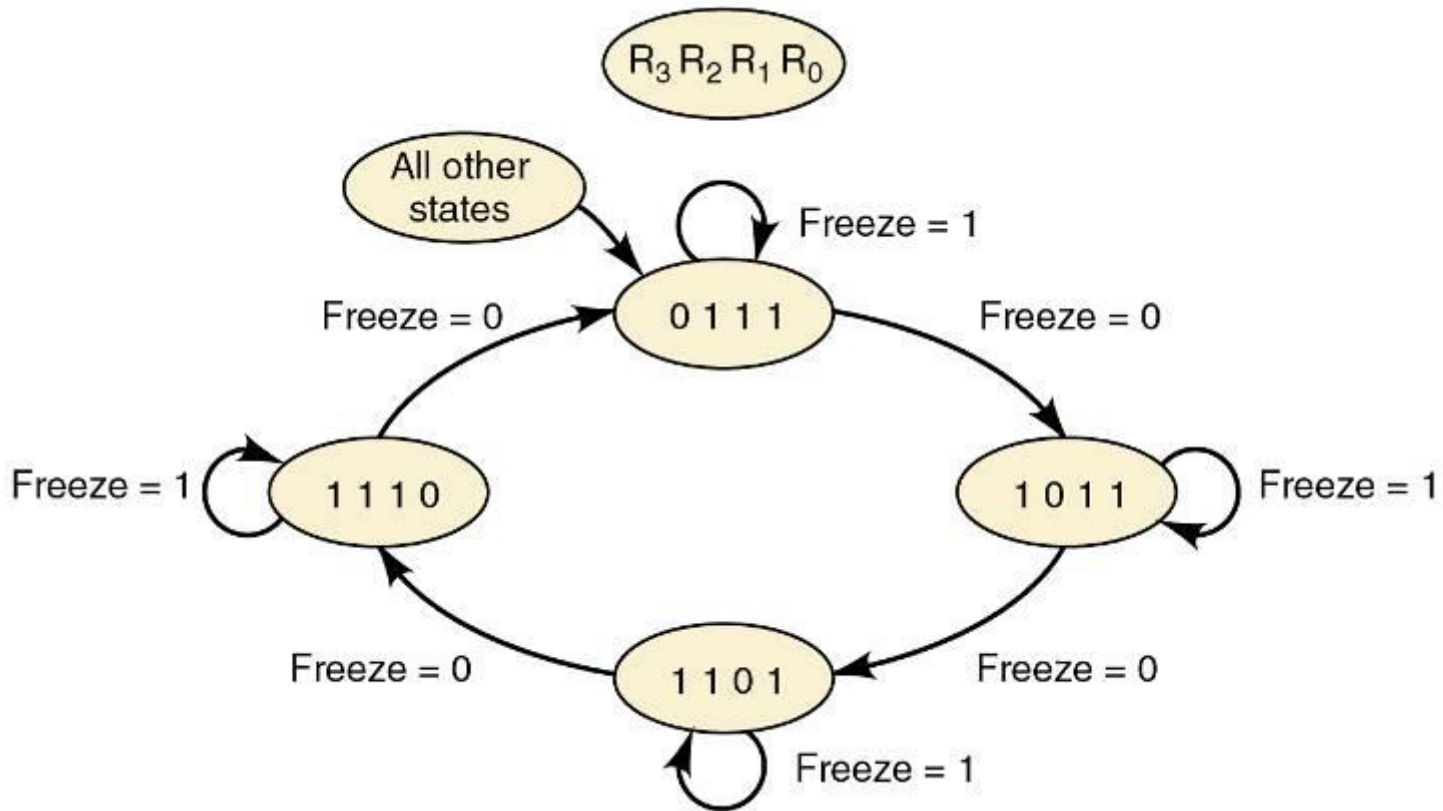 R₃ R₂ R₁ R₀
All other
states
Freeze = 1
Freeze = 0
0 1 1 1
Freeze = 0
Freeze = 1
1 1 1 0
1 0 1 1
Freeze = 1
Freeze = 0
1 1 0 1
Freeze = 0
Freeze = 1